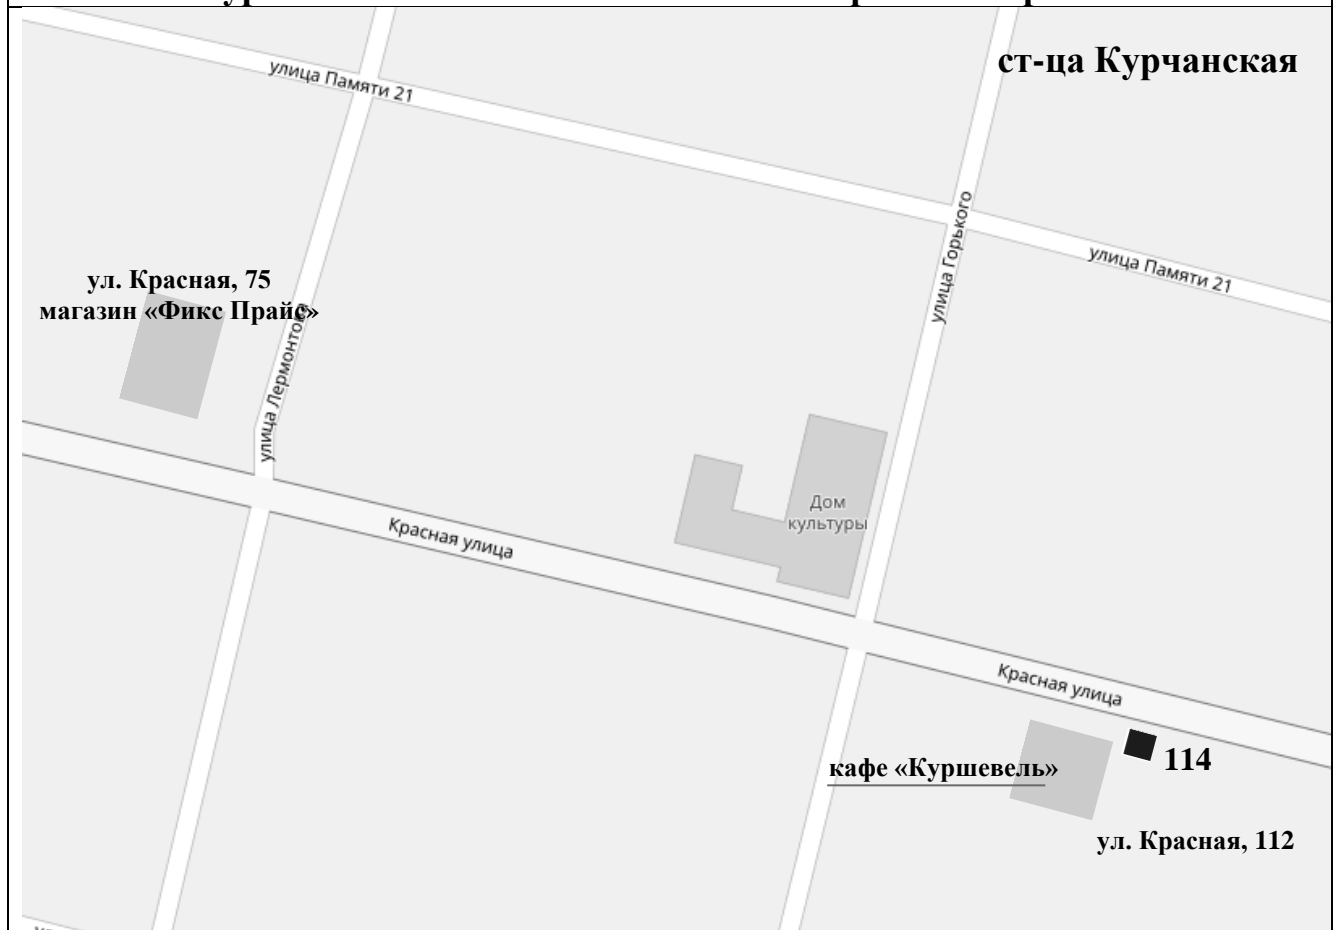 ст-ца Курчанская
улица Памяти 21
улица Горького
улица Памяти 21
ул. Красная, 75
магазин «Фикс Прайс»
улица Лермонтова
Дом
культуры
Красная улица
Красная улица
114
кафе «Куршевель»
ул. Красная, 112